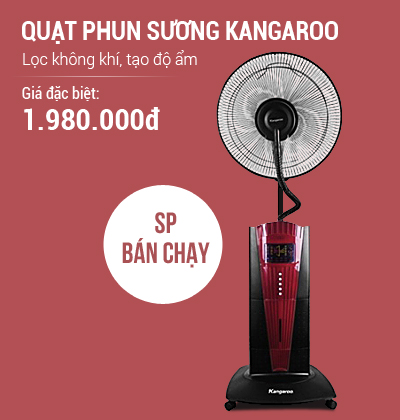 QUẠT PHUN SƯƠNG KANGAROO
Lọc không khí, tạo độ ẩm
Giá đặc biệt:
1.980.000đ
Kangaroo
SP
BÁN CHẠY
Kangaroo